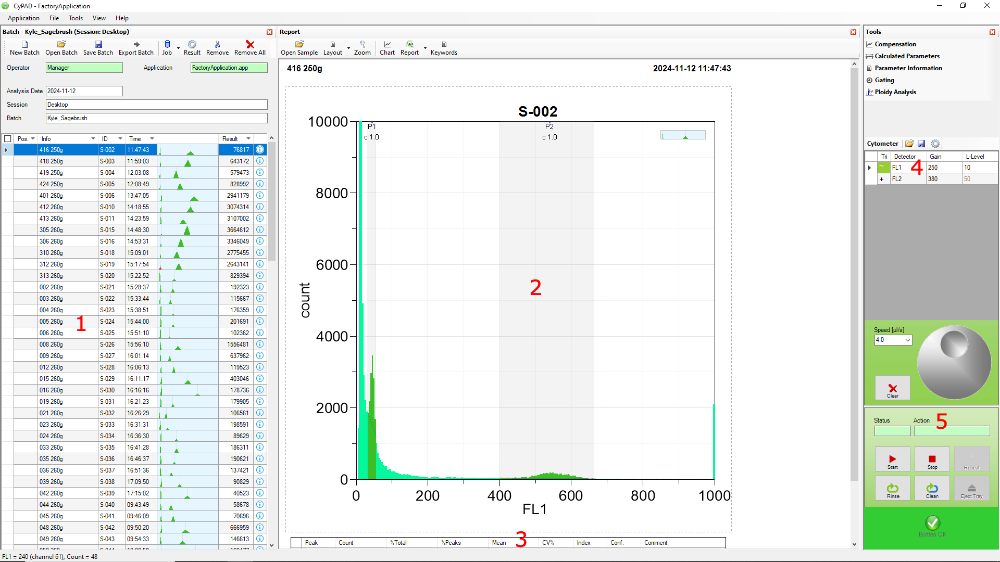 CyPAD - FactoryApplication
Application File Tools View Help
Batch - Kyle_Sagebrush (Session: Desktop)
New Batch Open Batch Save Batch Export Batch Job Result Remove Remove All
Operator Manager Application FactoryApplication.app
Analysis Date 2024-11-12
Session Desktop
Batch Kyle_Sagebrush
Pos. Info ID Time Result
416 250g S-002 11:47:43 76817
418 250g S-003 11:59:03 643172
419 250g S-004 12:03:08 579473
424 250g S-005 12:08:49 828992
401 260g S-006 13:47:05 2941179
412 260g S-010 14:18:55 3074314
413 260g S-011 14:23:59 3107002
305 260g S-015 14:48:30 3664612
306 260g S-016 14:53:31 3346049
310 260g S-018 15:09:01 2775455
312 260g S-019 15:17:54 2643141
313 260g S-020 15:22:52 829394
002 260g S-021 15:28:37 192323
003 260g S-022 15:33:44 115667
004 260g S-023 15:38:51 176359
005 260g S-024 15:44:00 201691
1
006 260g S-025 15:51:10 102362
008 260g S-026 15:56:10 1556481
009 260g S-027 16:01:14 637962
012 260g S-028 16:06:13 119523
015 260g S-029 16:11:17 403046
016 260g S-030 16:16:16 178736
019 260g S-031 16:21:23 179905
021 260g S-032 16:26:29 106561
023 260g S-033 16:31:31 198591
024 260g S-034 16:36:30 89629
033 260g S-035 16:41:28 186311
035 260g S-036 16:46:37 190621
036 260g S-037 16:51:36 137421
039 260g S-038 17:09:50 90829
042 260g S-039 17:15:02 40523
044 260g S-040 09:43:49 58678
045 260g S-041 09:46:09 70696
048 260g S-042 09:50:20 666959
049 260g S-043 09:54:33 146613
FL1 = 240 (channel 61), Count = 48
Report
Open Sample Layout Zoom Chart Report Keywords
416 250g 2024-11-12 11:47:43
S-002
P1 P2
c 1.0 c 1.0
10000
8000
6000
4000
2000
0
count
2
0 200 400 600 800 1000
FL1
3
Peak Count %Total %Peaks Mean CV% Index Conf. Comment
Tools
Compensation
Calculated Parameters
Parameter Information
Gating
Ploidy Analysis
Cytometer
Tri Detector Gain L-Level
FL1 250 10
4
+ FL2 380 50
Speed [µl/s]
4.0
Clear
Status Action
5
Start Stop Repeat
Rinse Clean Eject Tray
Bottles OK